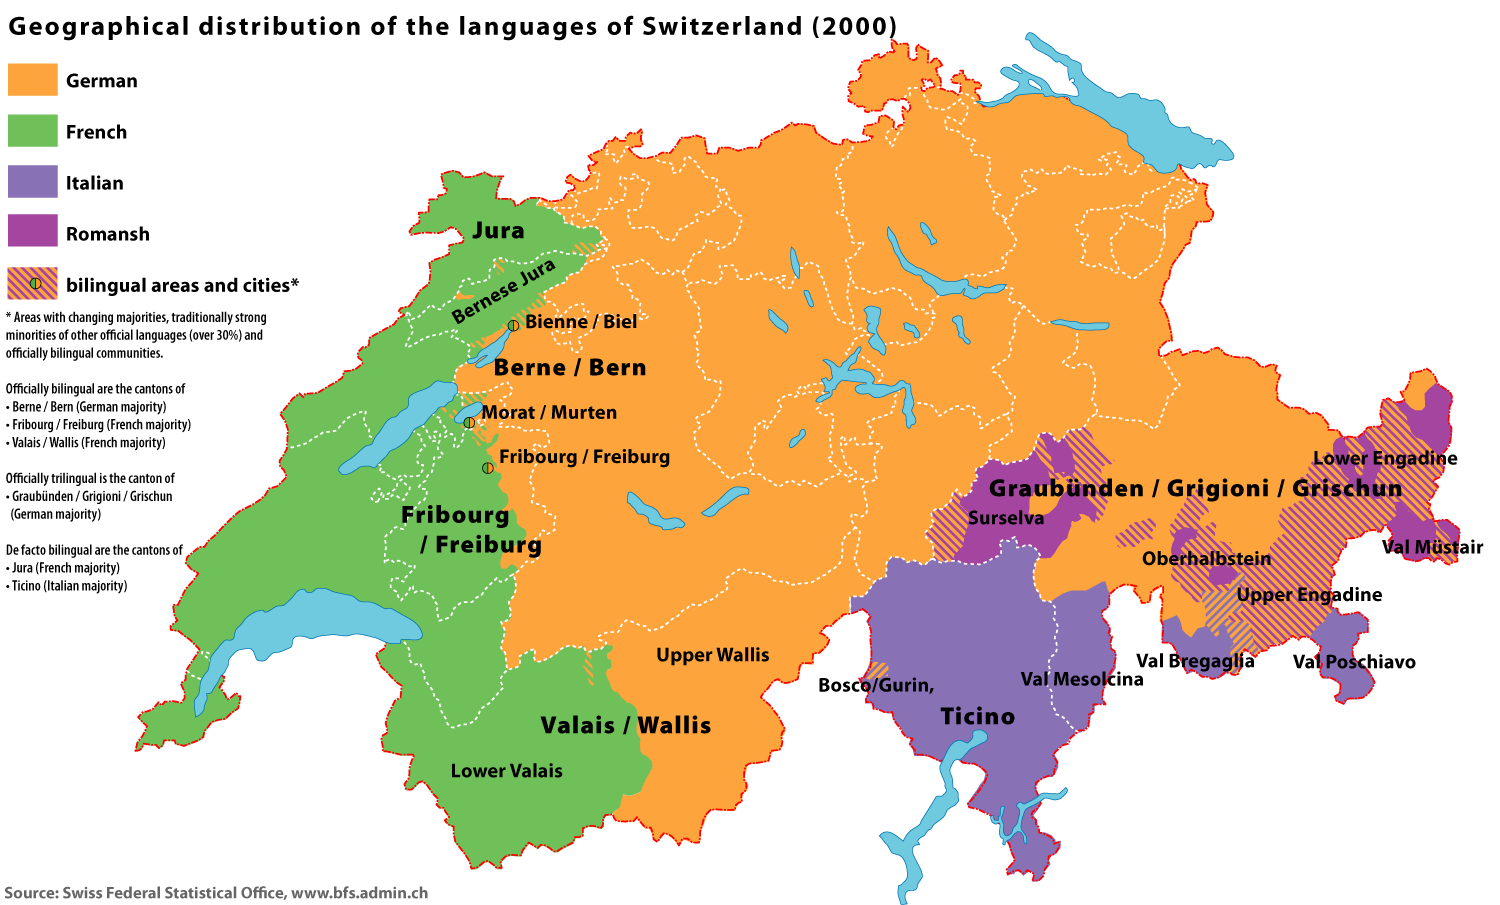 Geographical distribution of the languages of Switzerland (2000)
German
French
Italian
Romansh
bilingual areas and cities*
* Areas with changing majorities, traditionally strong
minorities of other official languages (over 30%) and
officially bilingual communities.
Officially bilingual are the cantons of
• Berne / Bern (German majority)
• Fribourg / Freiburg (French majority)
• Valais / Wallis (French majority)
Officially trilingual is the canton of
• Graubünden / Grigioni / Grischun
(German majority)
De facto bilingual are the cantons of
• Jura (French majority)
• Ticino (Italian majority)
Jura
Bernese Jura
Bienne / Biel
Berne / Bern
Morat / Murten
Fribourg / Freiburg
Fribourg
/ Freiburg
Lower Engadine
Graubünden / Grigioni / Grischun
Surselva
Val Müstair
Oberhalbstein
Upper Engadine
Upper Wallis
Val Bregaglia
Val Poschiavo
Bosco/Gurin,
Val Mesolcina
Ticino
Valais / Wallis
Lower Valais
Source: Swiss Federal Statistical Office, www.bfs.admin.ch